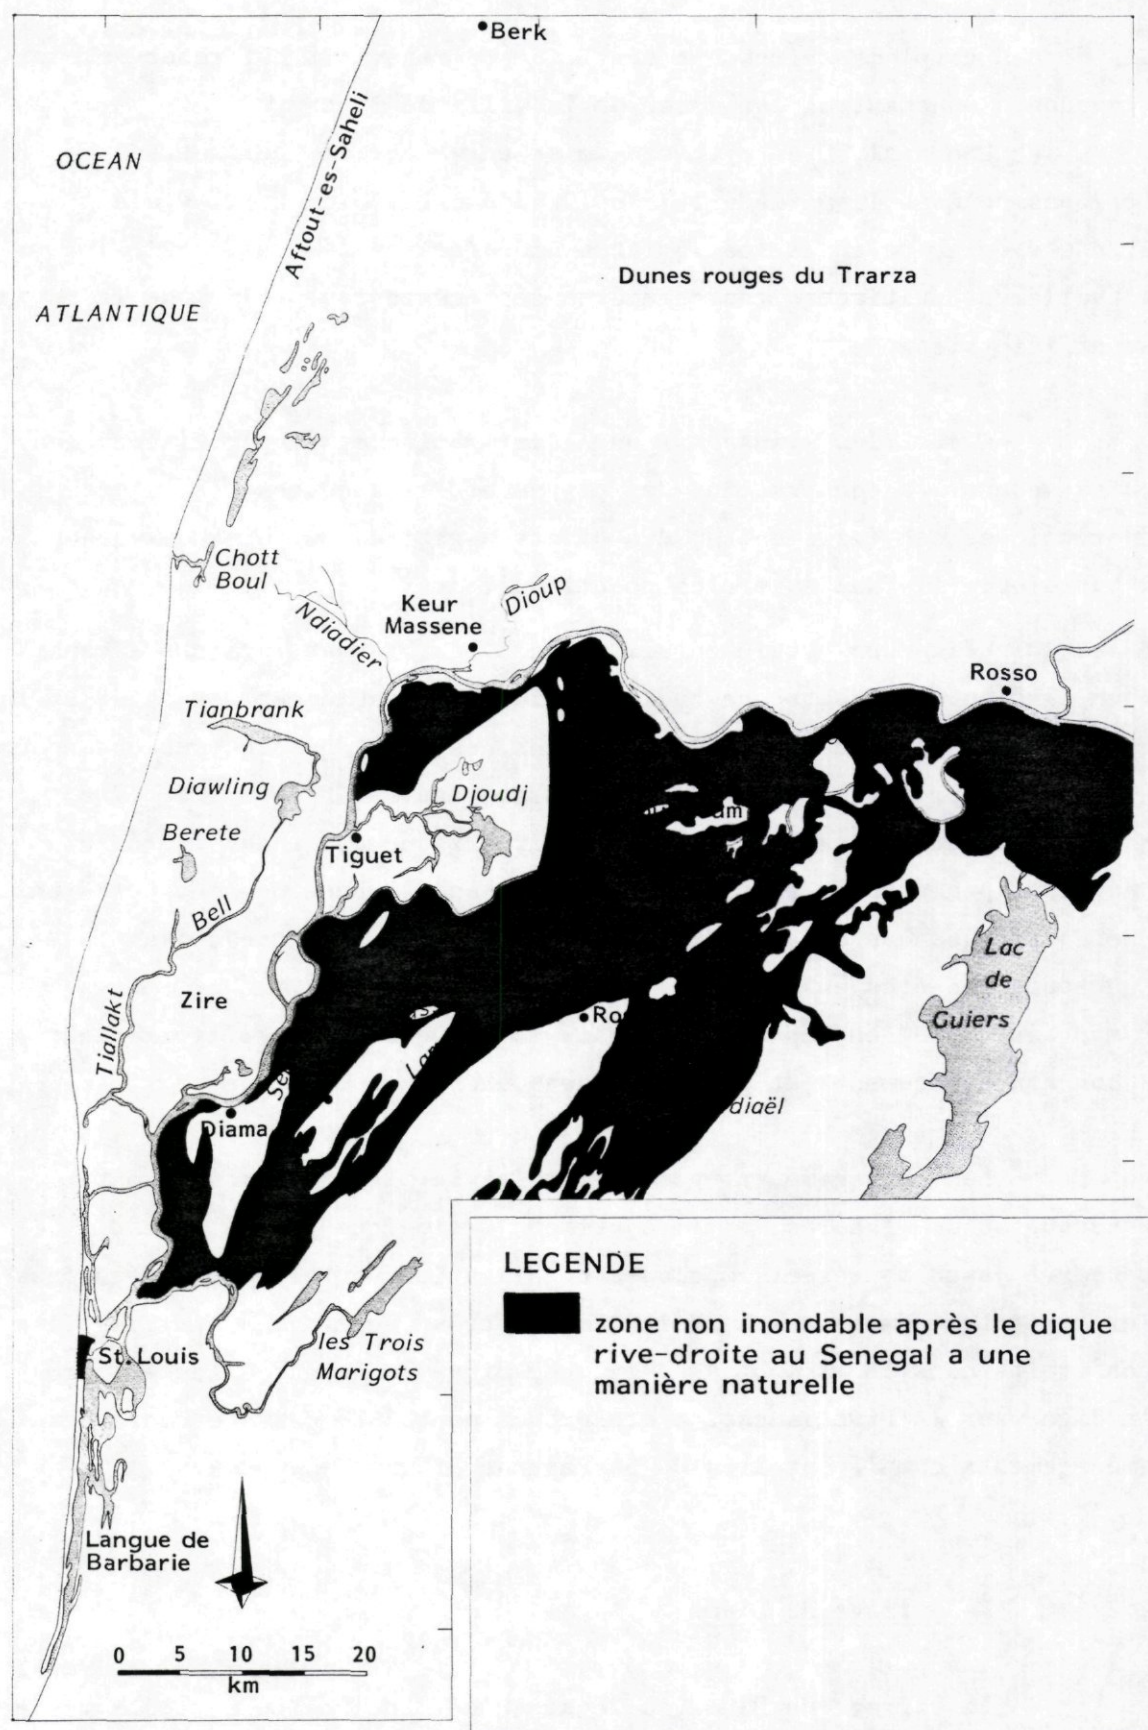 Berk
OCEAN
ATLANTIQUE
Aftout-es-Saheli
Dunes rouges du Trarza
Chott
Boul
Ndiadier
Keur
Massene
Dioup
Rosso
Tianbrank
Diawling
Berete
Djoudj
Tiguet
Bell
Zire
Tiallakt
Lac
de
Guiers
Diama
diaël
St. Louis
les Trois
Marigots
Langue de
Barbarie
0 5 10 15 20
km
LEGENDE
zone non inondable après le dique
rive-droite au Senegal a une
manière naturelle